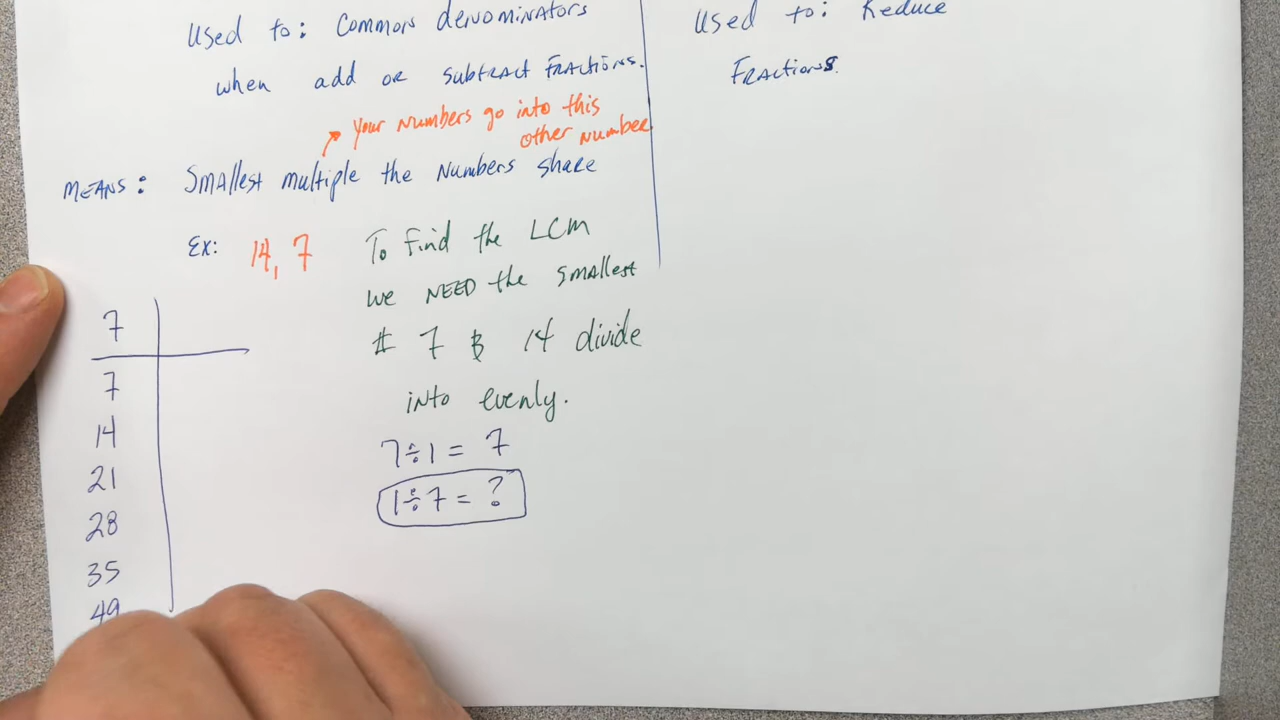 Used to: Common denominators
when add or subtract fractions.
your numbers go into this
other number
MEANS: Smallest multiple the numbers share
Ex: 14, 7
To find the LCM
we NEED the smallest
# 7 & 14 divide
into evenly.
7÷1 = 7
1÷7 = ?
7
7
14
21
28
35
49
Used to: Reduce
Fractions.